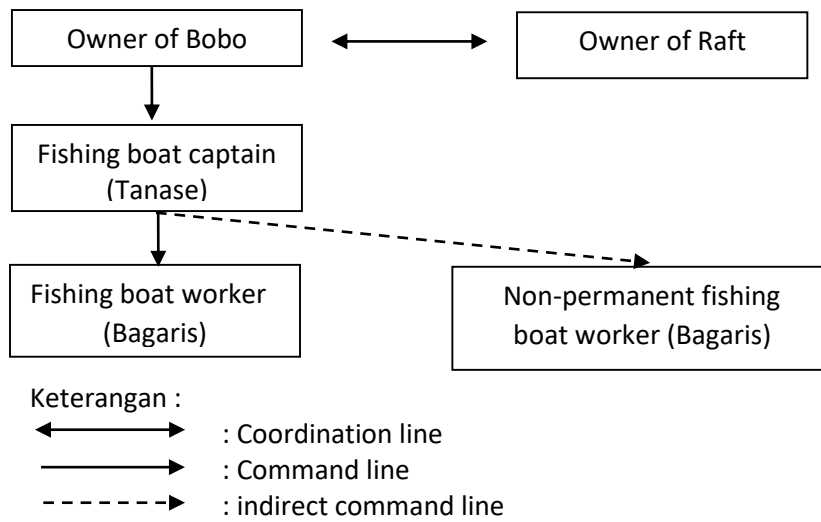 Owner of Bobo
Owner of Raft
Fishing boat captain
(Tanase)
Fishing boat worker
(Bagaris)
Non-permanent fishing
boat worker (Bagaris)
Keterangan :
: Coordination line
: Command line
: indirect command line